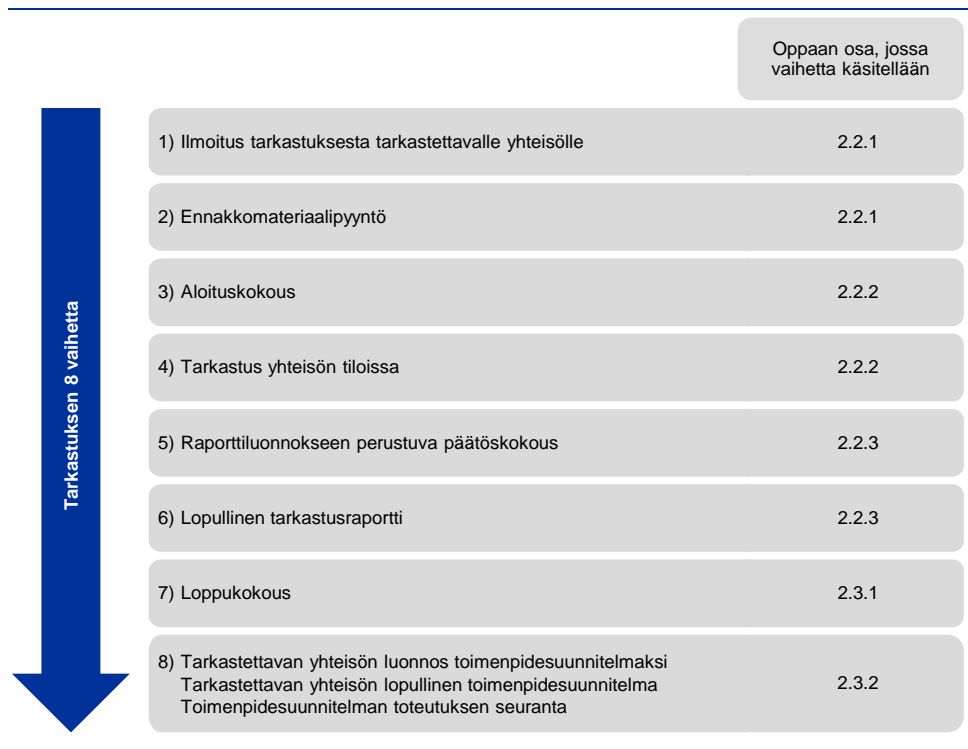 Oppaan osa, jossa
vaihetta käsitellään
Tarkastuksen 8 vaihetta
1) Ilmoitus tarkastuksesta tarkastettavalle yhteisölle 2.2.1
2) Ennakkomateriaalipyyntö 2.2.1
3) Aloituskokous 2.2.2
4) Tarkastus yhteisön tiloissa 2.2.2
5) Raporttiluonnokseen perustuva päätöskokous 2.2.3
6) Lopullinen tarkastusraportti 2.2.3
7) Loppukokous 2.3.1
8) Tarkastettavan yhteisön luonnos toimenpidesuunnitelmaksi
Tarkastettavan yhteisön lopullinen toimenpidesuunnitelma 2.3.2
Toimenpidesuunnitelman toteutuksen seuranta